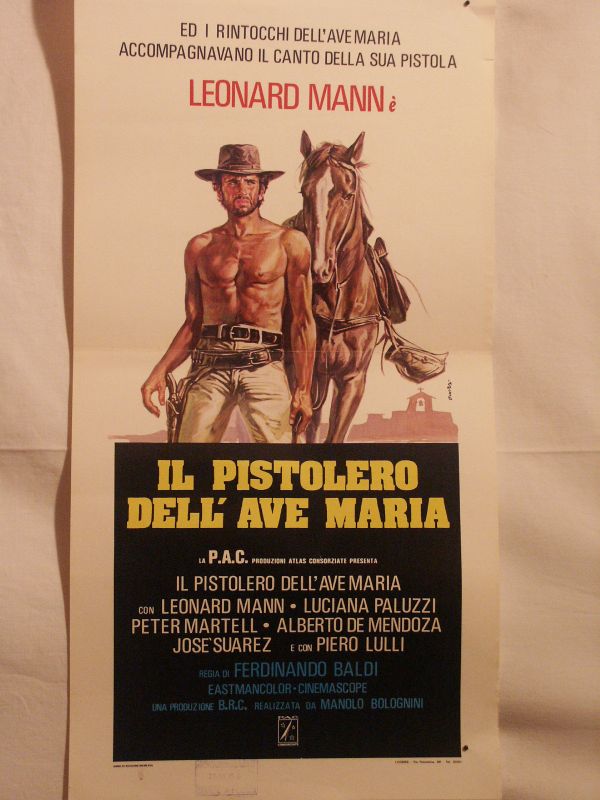 ED I RINTOCCHI DELL'AVE MARIA
ACCOMPAGNAVANO IL CANTO DELLA SUA PISTOLA
LEONARD MANN è
IL PISTOLERO
DELL'AVE MARIA
LA P.A.C. PRODUZIONI ATLAS CONSORZIATE PRESENTA
IL PISTOLERO DELL'AVE MARIA
CON LEONARD MANN • LUCIANA PALUZZI
PETER MARTELL • ALBERTO DE MENDOZA
JOSE' SUAREZ E CON PIERO LULLI
REGIA DI FERDINANDO BALDI
EASTMANCOLOR • CINEMASCOPE
UNA PRODUZIONE B.R.C. REALIZZATA DA MANOLO BOLOGNINI